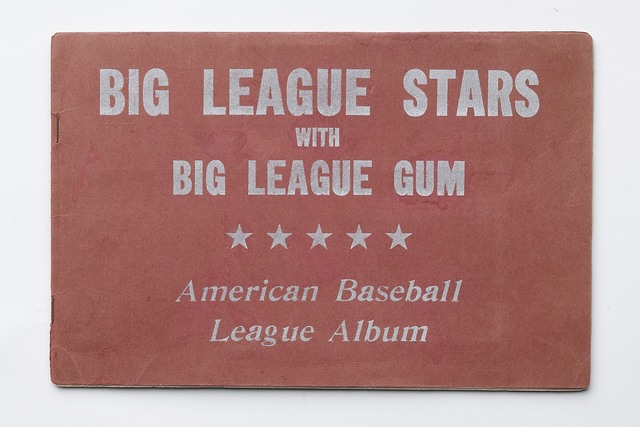 BIG LEAGUE STARS
WITH
BIG LEAGUE GUM
American Baseball
League Album